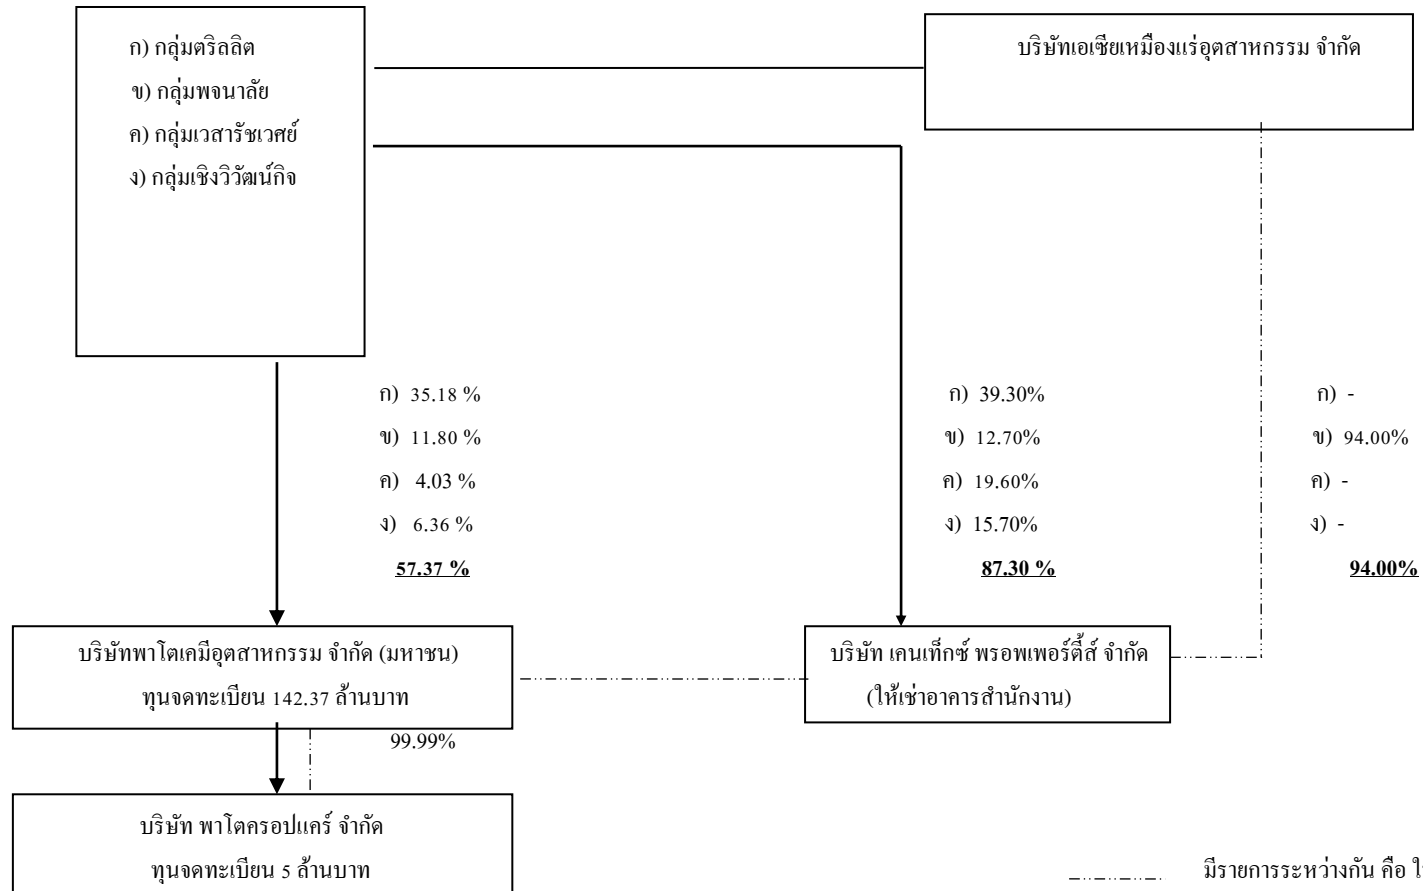 ก) กลุ่มตริลลิต
ข) กลุ่มพจนาลัย
ค) กลุ่มเวสารัชเวศย์
ง) กลุ่มเชิงวิวัฒน์กิจ
บริษัทเอเซียเหมืองแร่อุตสาหกรรม จำกัด
ก) 35.18 %
ข) 11.80 %
ค) 4.03 %
ง) 6.36 %
57.37 %
ก) 39.30%
ข) 12.70%
ค) 19.60%
ง) 15.70%
87.30 %
ก) -
ข) 94.00%
ค) -
ง) -
94.00%
บริษัทพาโตเคมีอุตสาหกรรม จำกัด (มหาชน)
ทุนจดทะเบียน 142.37 ล้านบาท
บริษัท เคนเท็กซ์ พรอพเพอร์ตี้ส์ จำกัด
(ให้เช่าอาคารสำนักงาน)
99.99%
บริษัท พาโตครอปแคร์ จำกัด
ทุนจดทะเบียน 5 ล้านบาท
มีรายการระหว่างกัน คือ